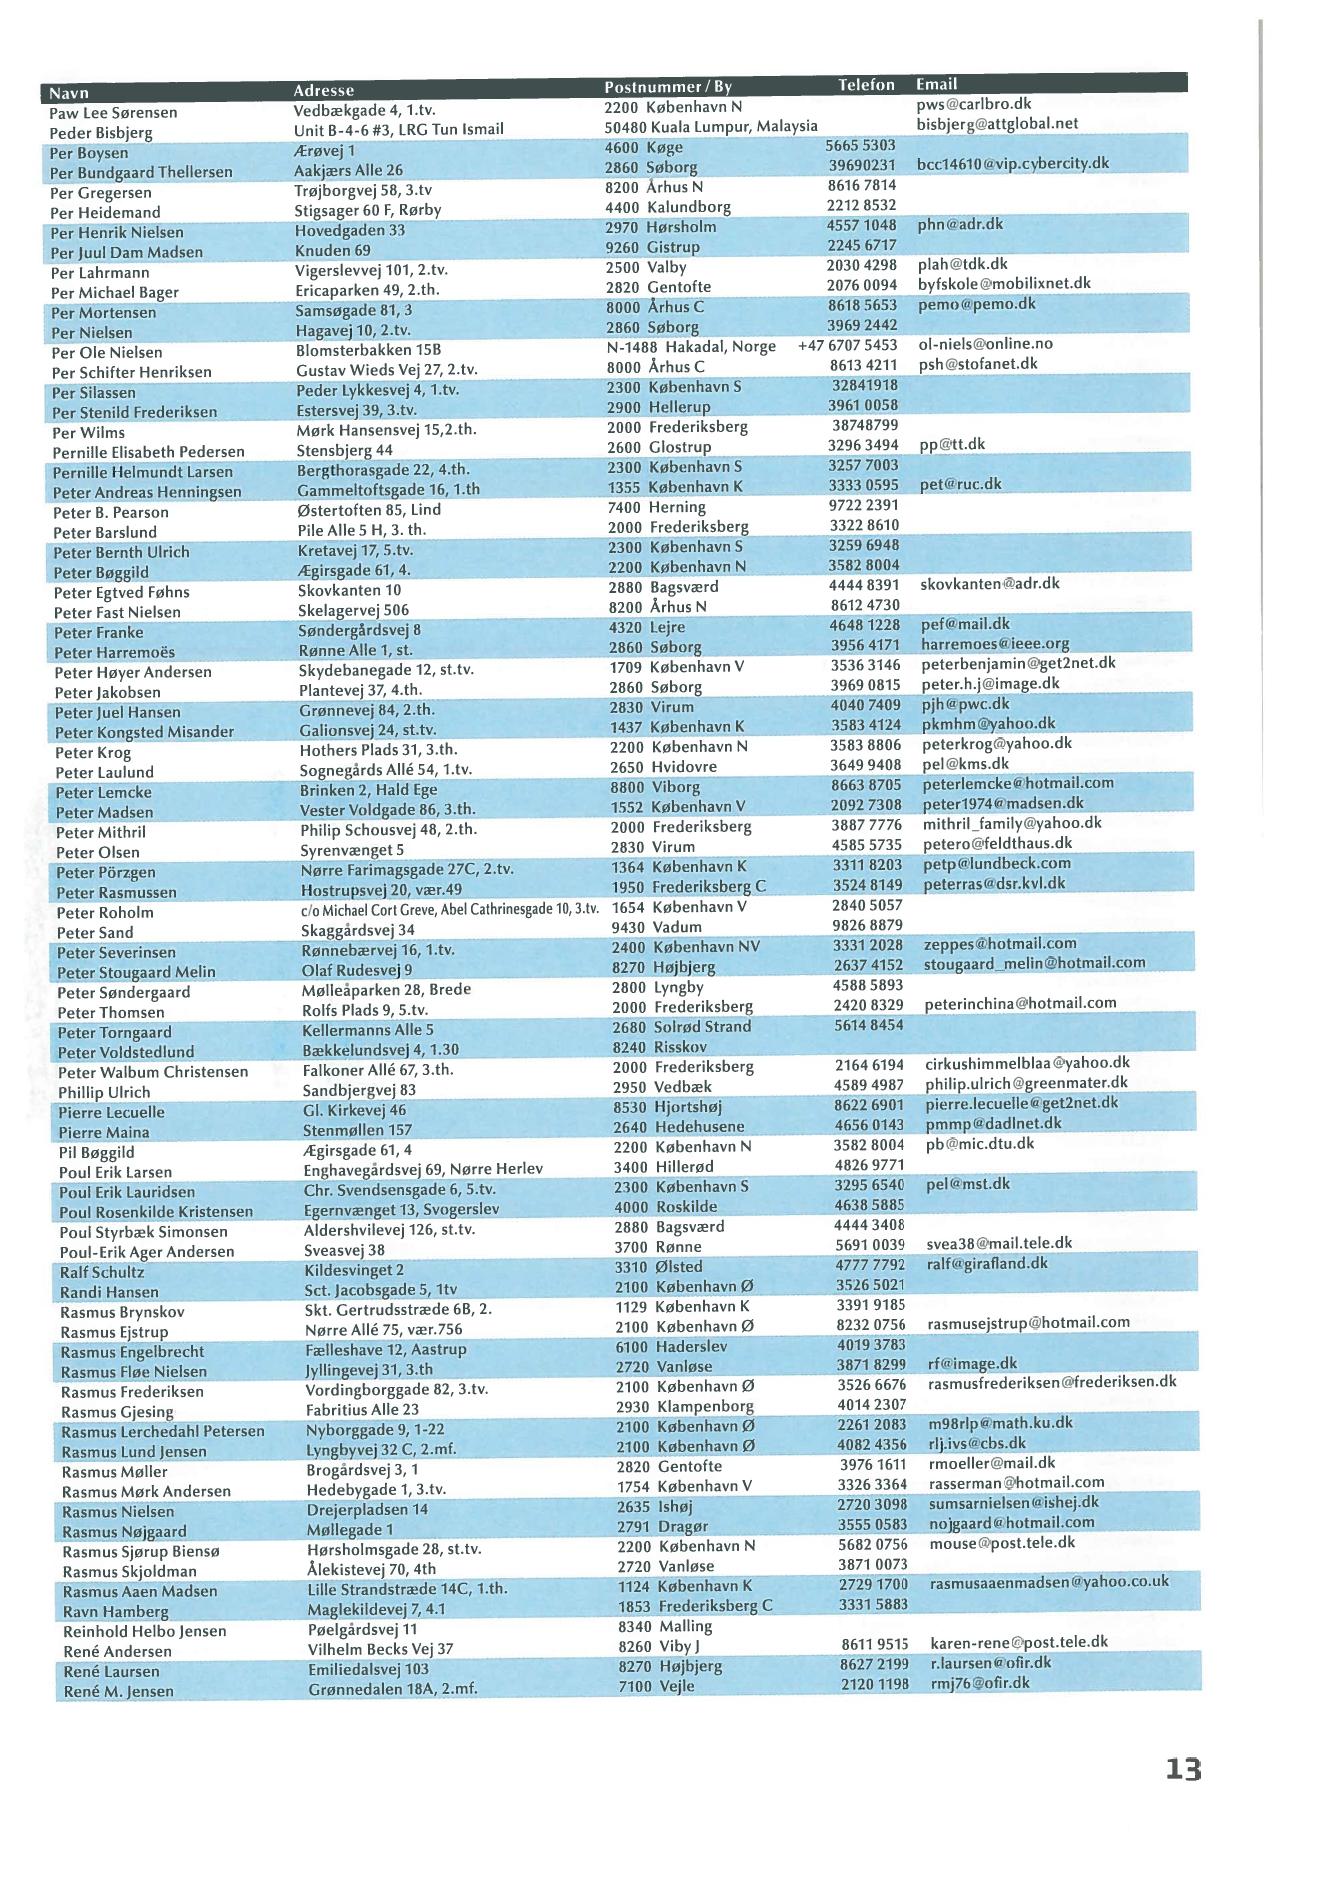 Navn Adresse Postnummer / By Telefon Email
Paw Lee Sørensen Vedbækgade 4, 1.tv. 2200 København N pws@carlbro.dk
Peder Bisbjerg Unit B-4-6 #3, LRG Tun Ismail 50480 Kuala Lumpur, Malaysia bisbjerg@attglobal.net
Per Boysen Ærøvej 1 4600 Køge 5665 5303
Per Bundgaard Thellersen Aakjærs Alle 26 2860 Søborg 39690231 bcc14610@vip.cybercity.dk
Per Gregersen Trøjborgvej 58, 3.tv 8200 Århus N 8616 7814
Per Heidemand Stigsager 60 F, Rørby 4400 Kalundborg 2212 8532
Per Henrik Nielsen Hovedgaden 33 2970 Hørsholm 4557 1048 phn@adr.dk
Per Juul Dam Madsen Knuden 69 9260 Gistrup 2245 6717
Per Lahrmann Vigerslevvej 101, 2.tv. 2500 Valby 2030 4298 plah@tdk.dk
Per Michael Bager Ericaparken 49, 2.th. 2820 Gentofte 2076 0094 byfskole@mobilixnet.dk
Per Mortensen Samsøgade 81, 3 8000 Århus C 8618 5653 pemo@pemo.dk
Per Nielsen Hagavej 10, 2.tv. 2860 Søborg 3969 2442
Per Ole Nielsen Blomsterbakken 15B N-1488 Hakadal, Norge +47 6707 5453 ol-niels@online.no
Per Schifter Henriksen Gustav Wieds Vej 27, 2.tv. 8000 Århus C 8613 4211 psh@stofanet.dk
Per Silassen Peder Lykkesvej 4, 1.tv. 2300 København S 32841918
Per Stenild Frederiksen Estersvej 39, 3.tv. 2900 Hellerup 3961 0058
Per Wilms Mørk Hansensvej 15,2.th. 2000 Frederiksberg 38748799
Pernille Elisabeth Pedersen Stensbjerg 44 2600 Glostrup 3296 3494 pp@tt.dk
Pernille Helmundt Larsen Bergthorasgade 22, 4.th. 2300 København S 3257 7003
Peter Andreas Henningsen Gammeltoftsgade 16, 1.th 1355 København K 3333 0595 pet@ruc.dk
Peter B. Pearson Østertoften 85, Lind 7400 Herning 9722 2391
Peter Barslund Pile Alle 5 H, 3. th. 2000 Frederiksberg 3322 8610
Peter Bernth Ulrich Kretavej 17, 5.tv. 2300 København S 3259 6948
Peter Bøggild Ægirsgade 61, 4. 2200 København N 3582 8004
Peter Egtved Føhns Skovkanten 10 2880 Bagsværd 4444 8391 skovkanten@adr.dk
Peter Fast Nielsen Skelagervej 506 8200 Århus N 8612 4730
Peter Franke Søndergårdsvej 8 4320 Lejre 4648 1228 pef@mail.dk
Peter Harremoës Rønne Alle 1, st. 2860 Søborg 3956 4171 harremoes@ieee.org
Peter Høyer Andersen Skydebanegade 12, st.tv. 1709 København V 3536 3146 peterbenjamin@get2net.dk
Peter Jakobsen Plantevej 37, 4.th. 2860 Søborg 3969 0815 peter.h.j@image.dk
Peter Juel Hansen Grønnevej 84, 2.th. 2830 Virum 4040 7409 pjh@pwc.dk
Peter Kongsted Misander Galionsvej 24, st.tv. 1437 København K 3583 4124 pkmhm@yahoo.dk
Peter Krog Hothers Plads 31, 3.th. 2200 København N 3583 8806 peterkrog@yahoo.dk
Peter Laulund Sognegårds Allé 54, 1.tv. 2650 Hvidovre 3649 9408 pel@kms.dk
Peter Lemcke Brinken 2, Hald Ege 8800 Viborg 8663 8705 peterlemcke@hotmail.com
Peter Madsen Vester Voldgade 86, 3.th. 1552 København V 2092 7308 peter1974@madsen.dk
Peter Mithril Philip Schousvej 48, 2.th. 2000 Frederiksberg 3887 7776 mithril_family@yahoo.dk
Peter Olsen Syrenvænget 5 2830 Virum 4585 5735 petero@feldthaus.dk
Peter Pörzgen Nørre Farimagsgade 27C, 2.tv. 1364 København K 3311 8203 petp@lundbeck.com
Peter Rasmussen Hostrupsvej 20, vær.49 1950 Frederiksberg C 3524 8149 peterras@dsr.kvl.dk
Peter Roholm c/o Michael Cort Greve, Abel Cathrinesgade 10, 3.tv. 1654 København V 2840 5057
Peter Sand Skaggårdsvej 34 9430 Vadum 9826 8879
Peter Severinsen Rønnebærvej 16, 1.tv. 2400 København NV 3331 2028 zeppes@hotmail.com
Peter Stougaard Melin Olaf Rudesvej 9 8270 Højbjerg 2637 4152 stougaard_melin@hotmail.com
Peter Søndergaard Mølleåparken 28, Brede 2800 Lyngby 4588 5893
Peter Thomsen Rolfs Plads 9, 5.tv. 2000 Frederiksberg 2420 8329 peterinchina@hotmail.com
Peter Torngaard Kellermanns Alle 5 2680 Solrød Strand 5614 8454
Peter Voldstedlund Bækkelundsvej 4, 1.30 8240 Risskov
Peter Walbum Christensen Falkoner Allé 67, 3.th. 2000 Frederiksberg 2164 6194 cirkushimmelblaa@yahoo.dk
Phillip Ulrich Sandbjergvej 83 2950 Vedbæk 4589 4987 philip.ulrich@greenmater.dk
Pierre Lecuelle Gl. Kirkevej 46 8530 Hjortshøj 8622 6901 pierre.lecuelle@get2net.dk
Pierre Maina Stenmøllen 157 2640 Hedehusene 4656 0143 pmmp@dadlnet.dk
Pil Bøggild Ægirsgade 61, 4 2200 København N 3582 8004 pb@mic.dtu.dk
Poul Erik Larsen Enghavegårdsvej 69, Nørre Herlev 3400 Hillerød 4826 9771
Poul Erik Lauridsen Chr. Svendsensgade 6, 5.tv. 2300 København S 3295 6540 pel@mst.dk
Poul Rosenkilde Kristensen Egernvænget 13, Svogerslev 4000 Roskilde 4638 5885
Poul Styrbæk Simonsen Aldershvilevej 126, st.tv. 2880 Bagsværd 4444 3408
Poul-Erik Ager Andersen Sveasvej 38 3700 Rønne 5691 0039 svea38@mail.tele.dk
Ralf Schultz Kildesvinget 2 3310 Ølsted 4777 7792 ralf@girafland.dk
Randi Hansen Sct. Jacobsgade 5, 1tv 2100 København Ø 3526 5021
Rasmus Brynskov Skt. Gertrudsstræde 6B, 2. 1129 København K 3391 9185
Rasmus Ejstrup Nørre Allé 75, vær.756 2100 København Ø 8232 0756 rasmusejstrup@hotmail.com
Rasmus Engelbrecht Fælleshave 12, Aastrup 6100 Haderslev 4019 3783
Rasmus Fløe Nielsen Jyllingevej 31, 3.th 2720 Vanløse 3871 8299 rf@image.dk
Rasmus Frederiksen Vordingborggade 82, 3.tv. 2100 København Ø 3526 6676 rasmusfrederiksen@frederiksen.dk
Rasmus Gjesing Fabritius Alle 23 2930 Klampenborg 4014 2307
Rasmus Lerchedahl Petersen Nyborggade 9, 1-22 2100 København Ø 2261 2083 m98rlp@math.ku.dk
Rasmus Lund Jensen Lyngbyvej 32 C, 2.mf. 2100 København Ø 4082 4356 rlj.ivs@cbs.dk
Rasmus Møller Brogårdsvej 3, 1 2820 Gentofte 3976 1611 rmoeller@mail.dk
Rasmus Mørk Andersen Hedebygade 1, 3.tv. 1754 København V 3326 3364 rasserman@hotmail.com
Rasmus Nielsen Drejerpladsen 14 2635 Ishøj 2720 3098 sumsarnielsen@ishej.dk
Rasmus Nøjgaard Møllegade 1 2791 Dragør 3555 0583 nojgaard@hotmail.com
Rasmus Sjørup Biensø Hørsholmsgade 28, st.tv. 2200 København N 5682 0756 mouse@post.tele.dk
Rasmus Skjoldman Ålekistevej 70, 4th 2720 Vanløse 3871 0073
Rasmus Aaen Madsen Lille Strandstræde 14C, 1.th. 1124 København K 2729 1700 rasmusaaenmadsen@yahoo.co.uk
Ravn Hamberg Maglekildevej 7, 4.1 1853 Frederiksberg C 3331 5883
Reinhold Helbo Jensen Pøelgårdsvej 11 8340 Malling
René Andersen Vilhelm Becks Vej 37 8260 Viby J 8611 9515 karen-rene@post.tele.dk
René Laursen Emiliedalsvej 103 8270 Højbjerg 8627 2199 r.laursen@ofir.dk
René M. Jensen Grønnedalen 18A, 2.mf. 7100 Vejle 2120 1198 rmj76@ofir.dk
13